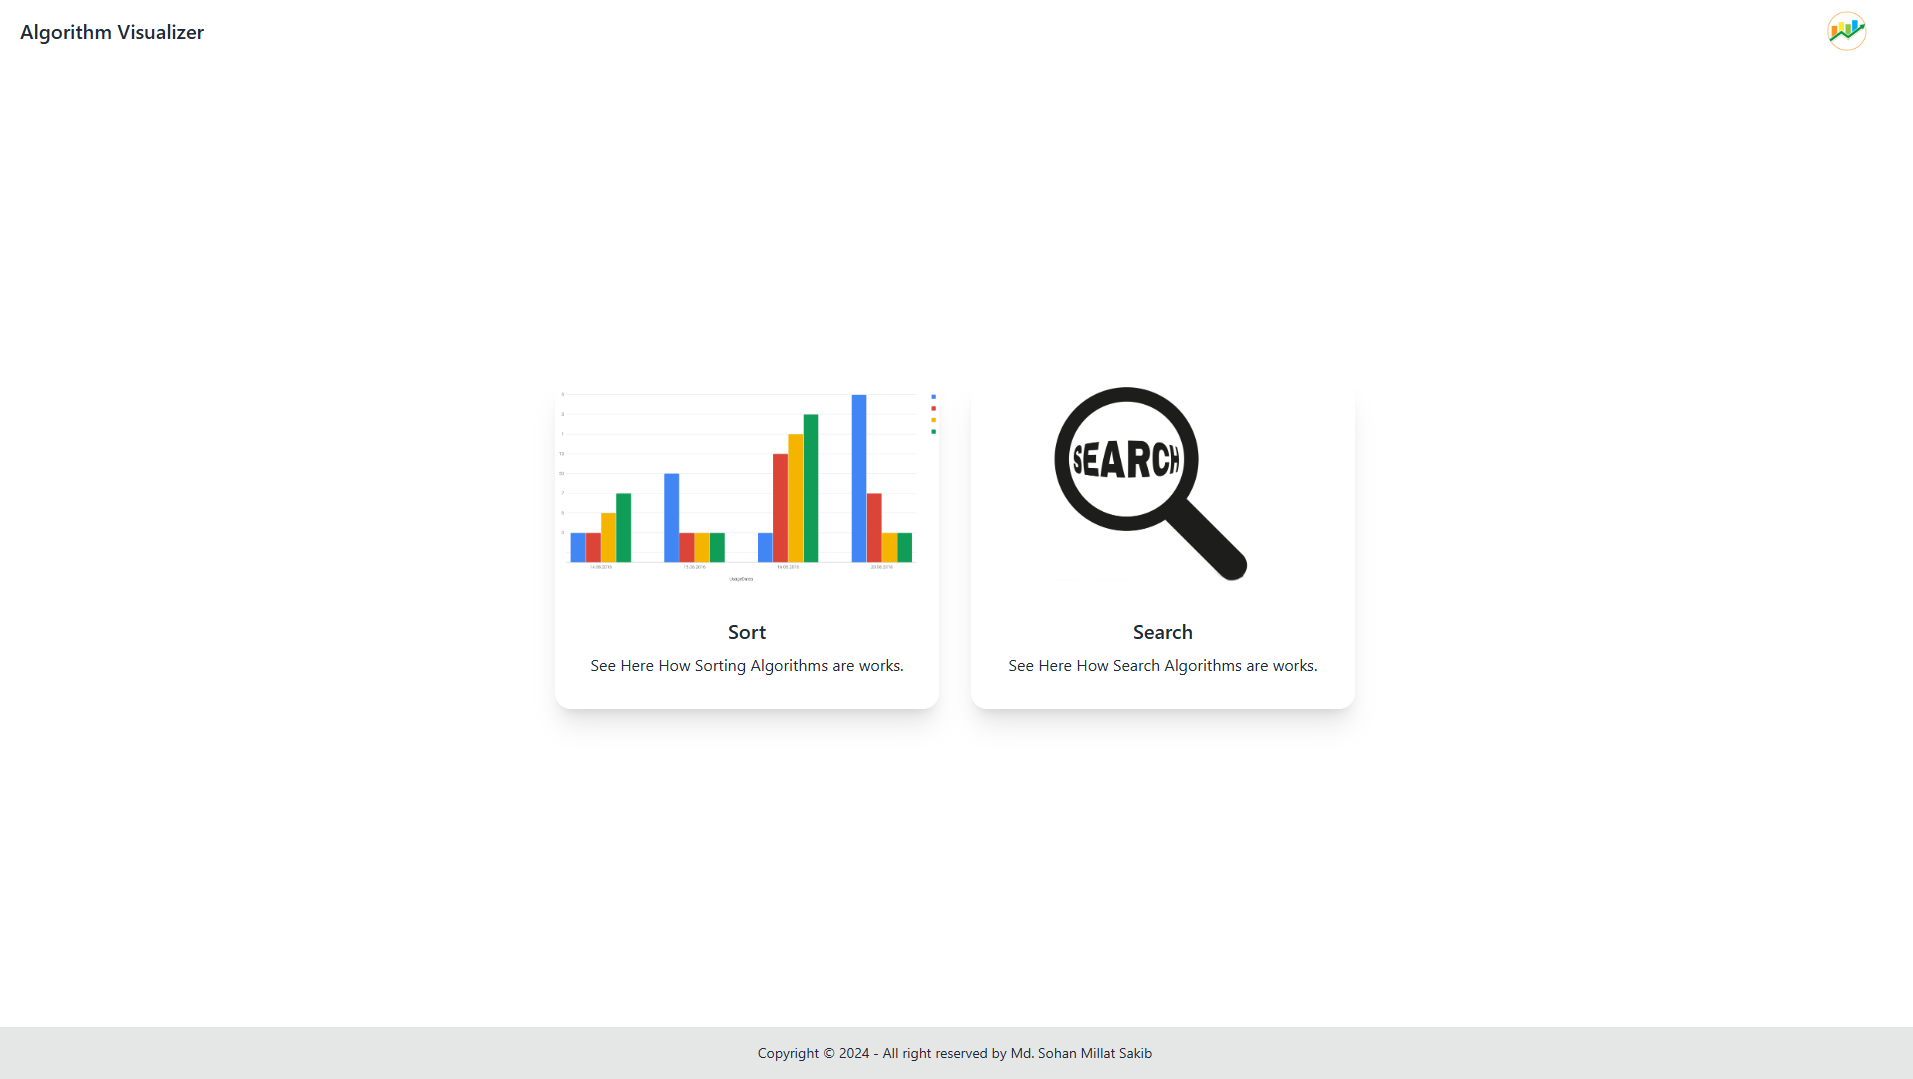 Algorithm Visualizer
SEARCH
Sort
See Here How Sorting Algorithms are works.
Search
See Here How Search Algorithms are works.
Copyright © 2024 - All right reserved by Md. Sohan Millat Sakib